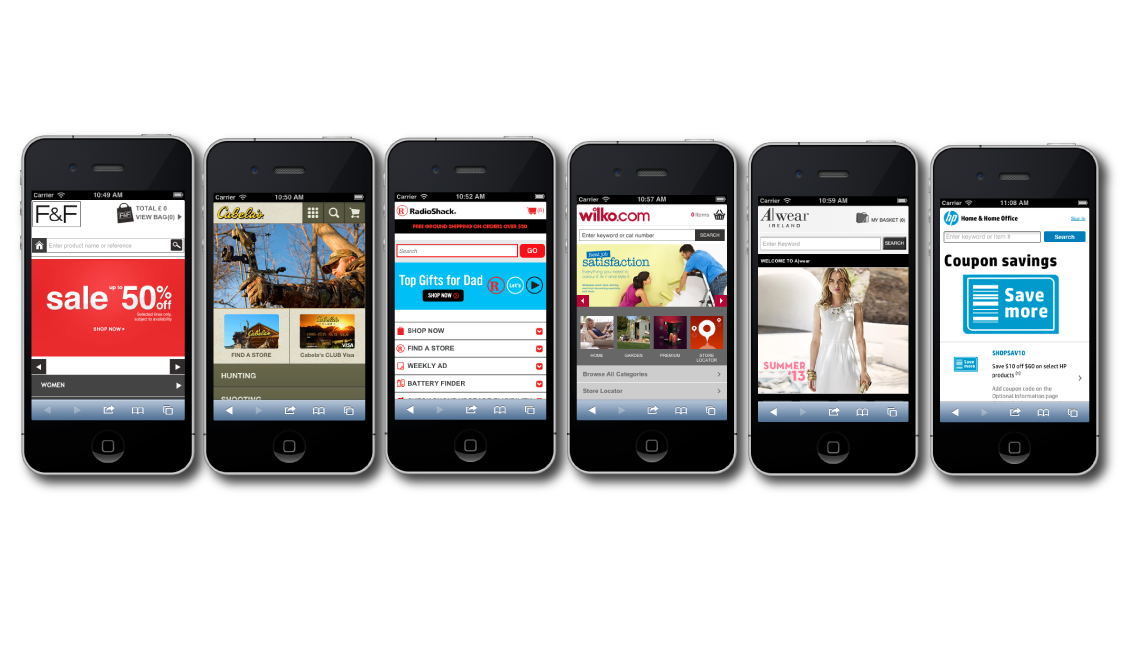 Carrier
10:49 AM
F&F
F&F
TOTAL £ 0
VIEW BAG(0)
Enter product name or reference
sale up to 50% off
Selected lines only,
subject to availability
SHOP NOW
WOMEN
Carrier
10:50 AM
Cabela's
Cabela's
CLUB
VISA
FIND A STORE
Cabela's CLUB Visa
HUNTING
SHOOTING
Carrier
10:52 AM
R RadioShack.
(0)
FREE GROUND SHIPPING ON ORDERS OVER $50
Search
GO
Top Gifts for Dad
SHOP NOW
R
Let's
SHOP NOW
FIND A STORE
WEEKLY AD
BATTERY FINDER
Carrier
10:57 AM
wilko.com
0 Items
Enter keyword or cat number
SEARCH
satisfaction
HOME
GARDEN
PREMIUM
STORE
LOCATOR
Browse All Categories
Store Locator
Carrier
10:59 AM
A|wear
IRELAND
MY BASKET (0)
Enter Keyword
SEARCH
WELCOME TO A|wear
SUMMER
'13
Carrier
11:08 AM
hp
Home & Home Office
Sign In
Enter keyword or item #
Search
Coupon savings
Save
more
Save
more
SHOPSAV10
Save $10 off $60 on select HP
products
Add coupon code on the
Optional Information page